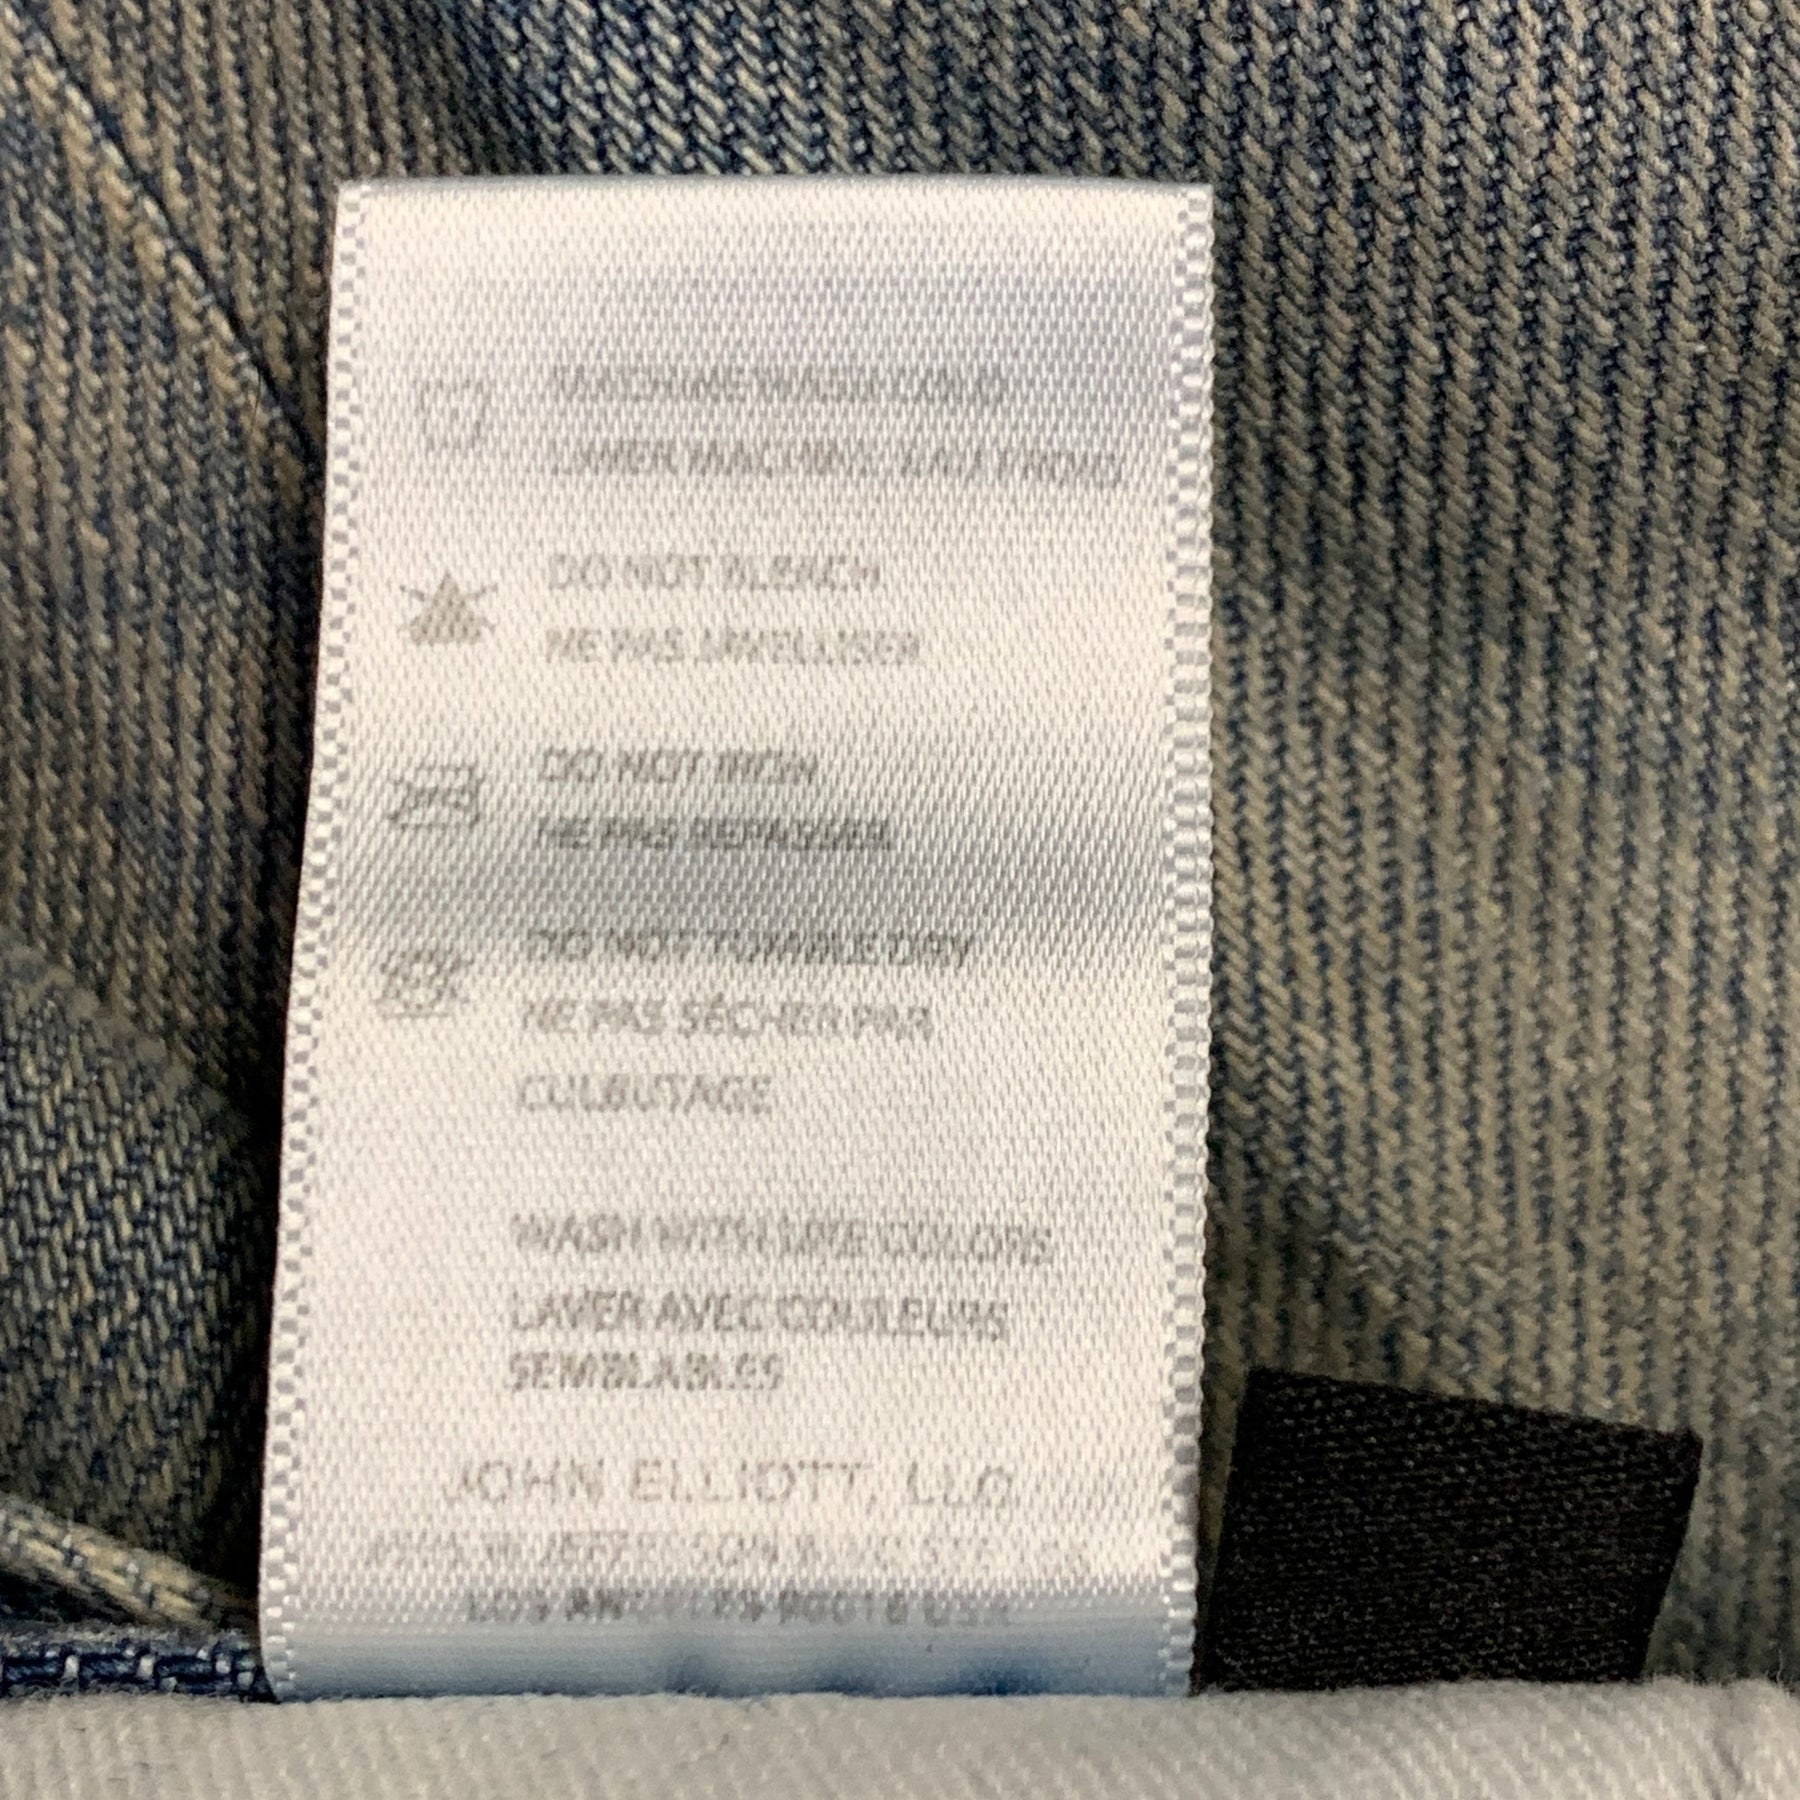 MACHINE WASH COLD
LAVER MACHINE, EAU FROID
DO NOT BLEACH
NE PAS JAVELLISER
DO NOT IRON
NE PAS REPASSER
DO NOT TUMBLE DRY
NE PAS SÉCHER PAR
CULBUTAGE
WASH WITH LIKE COLORS
LAVER AVEC COULEURS
SEMBLABLES
JOHN ELLIOTT, LLC
LOS ANGELES